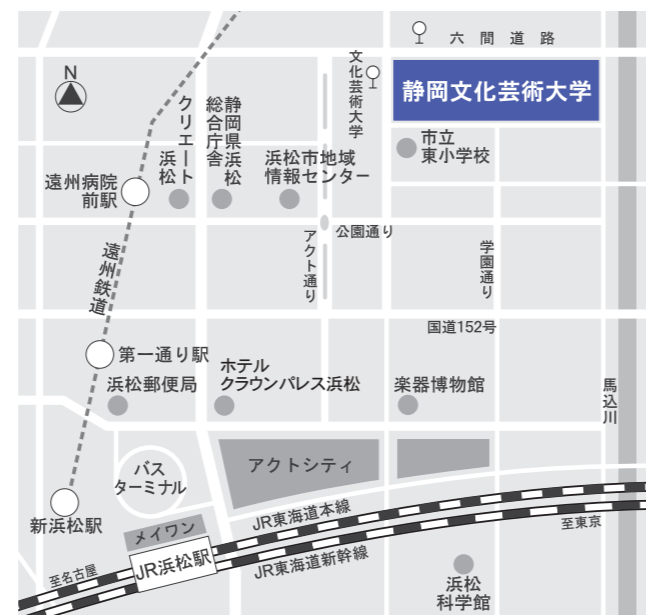 六間道路
N
文化芸術大学
静岡文化芸術大学
市立
東小学校
クリエート
浜松
静岡県浜松
総合庁舎
浜松市地域
情報センター
遠州病院
前駅
公園通り
アクト通り
学園通り
遠州鉄道
国道152号
第一通り駅
ホテル
クラウンパレス浜松
浜松郵便局
楽器博物館
馬込川
バス
ターミナル
アクトシティ
新浜松駅
メイワン
JR東海道本線
至東京
JR浜松駅
JR東海道新幹線
至名古屋
浜松
科学館